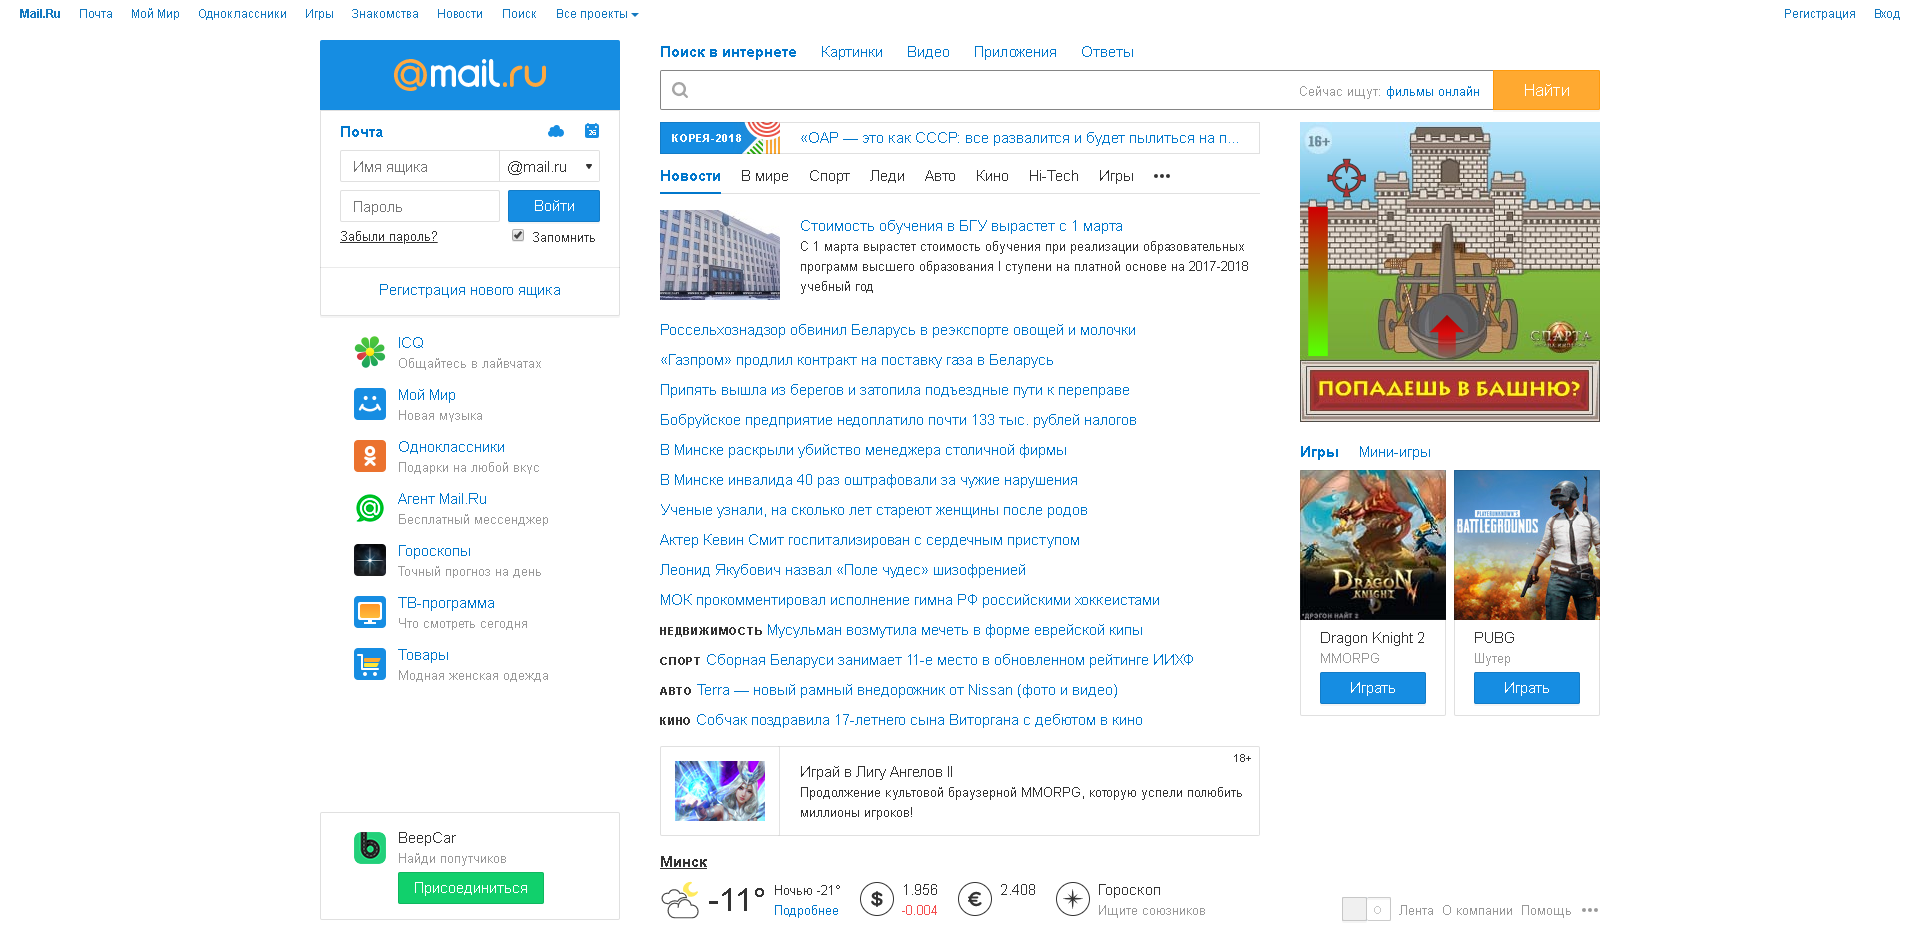 Mail.Ru Почта Мой Мир Одноклассники Игры Знакомства Новости Поиск Все проекты Регистрация Вход
@mail.ru
Почта
26
Имя ящика @mail.ru
Пароль Войти
Забыли пароль? Запомнить
Регистрация нового ящика
ICQ
Общайтесь в лайвчатах
Мой Мир
Новая музыка
Одноклассники
Подарки на любой вкус
Агент Mail.Ru
Бесплатный мессенджер
Гороскопы
Точный прогноз на день
ТВ-программа
Что смотреть сегодня
Товары
Модная женская одежда
BeepCar
Найди попутчиков
Присоединиться
Поиск в интернете Картинки Видео Приложения Ответы
Сейчас ищут: фильмы онлайн Найти
КОРЕЯ-2018 «ОАР — это как СССР: все развалится и будет пылиться на п...
Новости В мире Спорт Леди Авто Кино Hi-Tech Игры •••
Стоимость обучения в БГУ вырастет с 1 марта
С 1 марта вырастет стоимость обучения при реализации образовательных
программ высшего образования I ступени на платной основе на 2017-2018
учебный год
Россельхознадзор обвинил Беларусь в реэкспорте овощей и молочки
«Газпром» продлил контракт на поставку газа в Беларусь
Припять вышла из берегов и затопила подъездные пути к переправе
Бобруйское предприятие недоплатило почти 133 тыс. рублей налогов
В Минске раскрыли убийство менеджера столичной фирмы
В Минске инвалида 40 раз оштрафовали за чужие нарушения
Ученые узнали, на сколько лет стареют женщины после родов
Актер Кевин Смит госпитализирован с сердечным приступом
Леонид Якубович назвал «Поле чудес» шизофренией
МОК прокомментировал исполнение гимна РФ российскими хоккеистами
НЕДВИЖИМОСТЬ Мусульман возмутила мечеть в форме еврейской кипы
СПОРТ Сборная Беларуси занимает 11-е место в обновленном рейтинге ИИХФ
АВТО Terra — новый рамный внедорожник от Nissan (фото и видео)
КИНО Собчак поздравила 17-летнего сына Виторгана с дебютом в кино
18+
Играй в Лигу Ангелов II
Продолжение культовой браузерной MMORPG, которую успели полюбить
миллионы игроков!
Минск
-11° Ночью -21°
Подробнее
$ 1.956
-0.004
€ 2.408
Гороскоп
Ищите союзников
16+
СПАРТА
ПОПАДЕШЬ В БАШНЮ?
Игры Мини-игры
DRAGON
KNIGHT
*ДРЭГОН НАЙТ 2
Dragon Knight 2
MMORPG
Играть
PLAYERUNKNOWN'S
BATTLEGROUNDS
PUBG
Шутер
Играть
Лента О компании Помощь •••